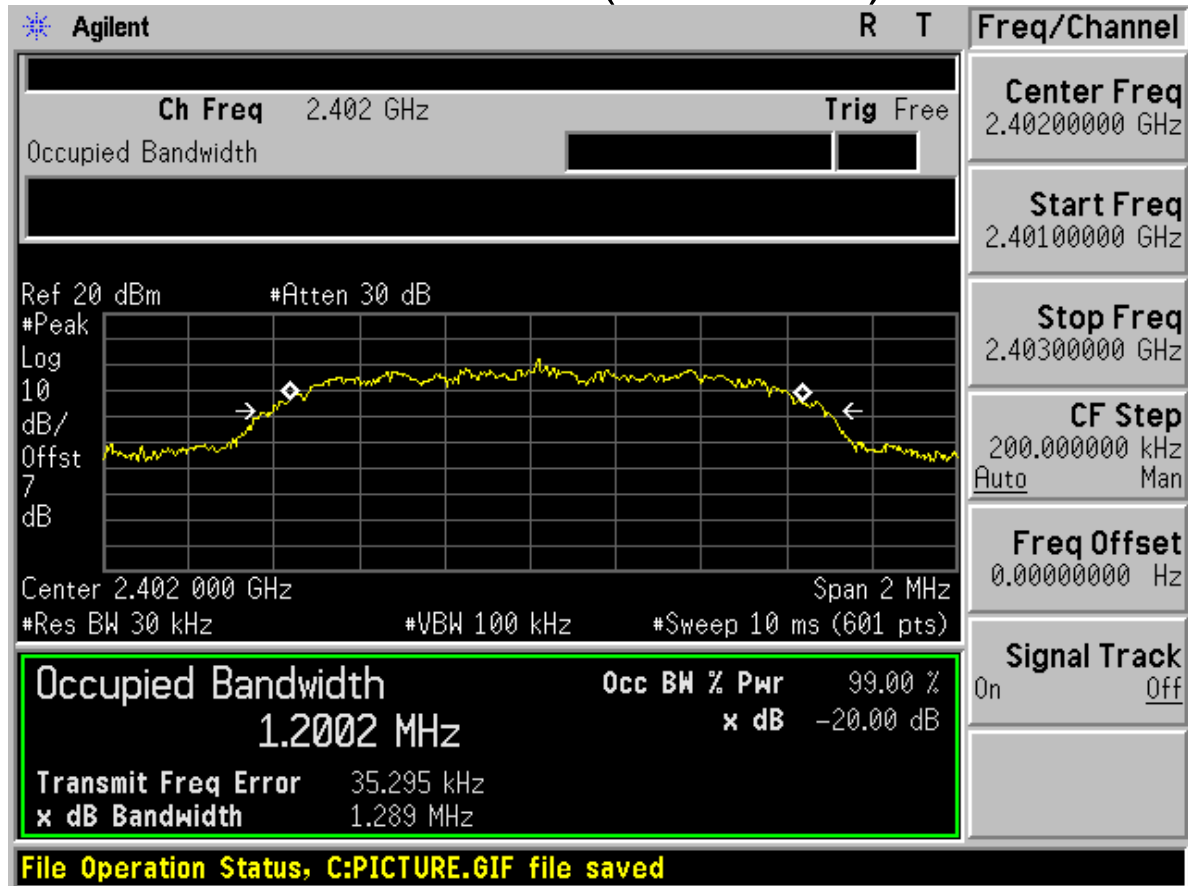 Agilent R T Freq/Channel
Ch Freq 2.402 GHz Trig Free
Occupied Bandwidth
Center Freq
2.40200000 GHz
Start Freq
2.40100000 GHz
Stop Freq
2.40300000 GHz
CF Step
200.000000 kHz
Auto Man
Freq Offset
0.00000000 Hz
Signal Track
On Off
Ref 20 dBm #Atten 30 dB
#Peak
Log
10
dB/
Offst
7
dB
Center 2.402 000 GHz Span 2 MHz
#Res BW 30 kHz #VBW 100 kHz #Sweep 10 ms (601 pts)
Occupied Bandwidth Occ BW % Pwr 99.00 %
1.2002 MHz x dB -20.00 dB
Transmit Freq Error 35.295 kHz
x dB Bandwidth 1.289 MHz
File Operation Status, C:PICTURE.GIF file saved